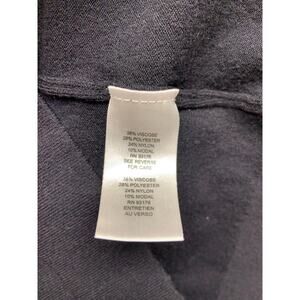 38% VISCOSE
28% POLYESTER
24% NYLON
10% MODAL
RN 93176
SEE REVERSE
FOR CARE
38% VISCOSE
28% POLYESTER
24% NYLON
10% MODAL
RN 93176
ENTRETIEN
AU VERSO